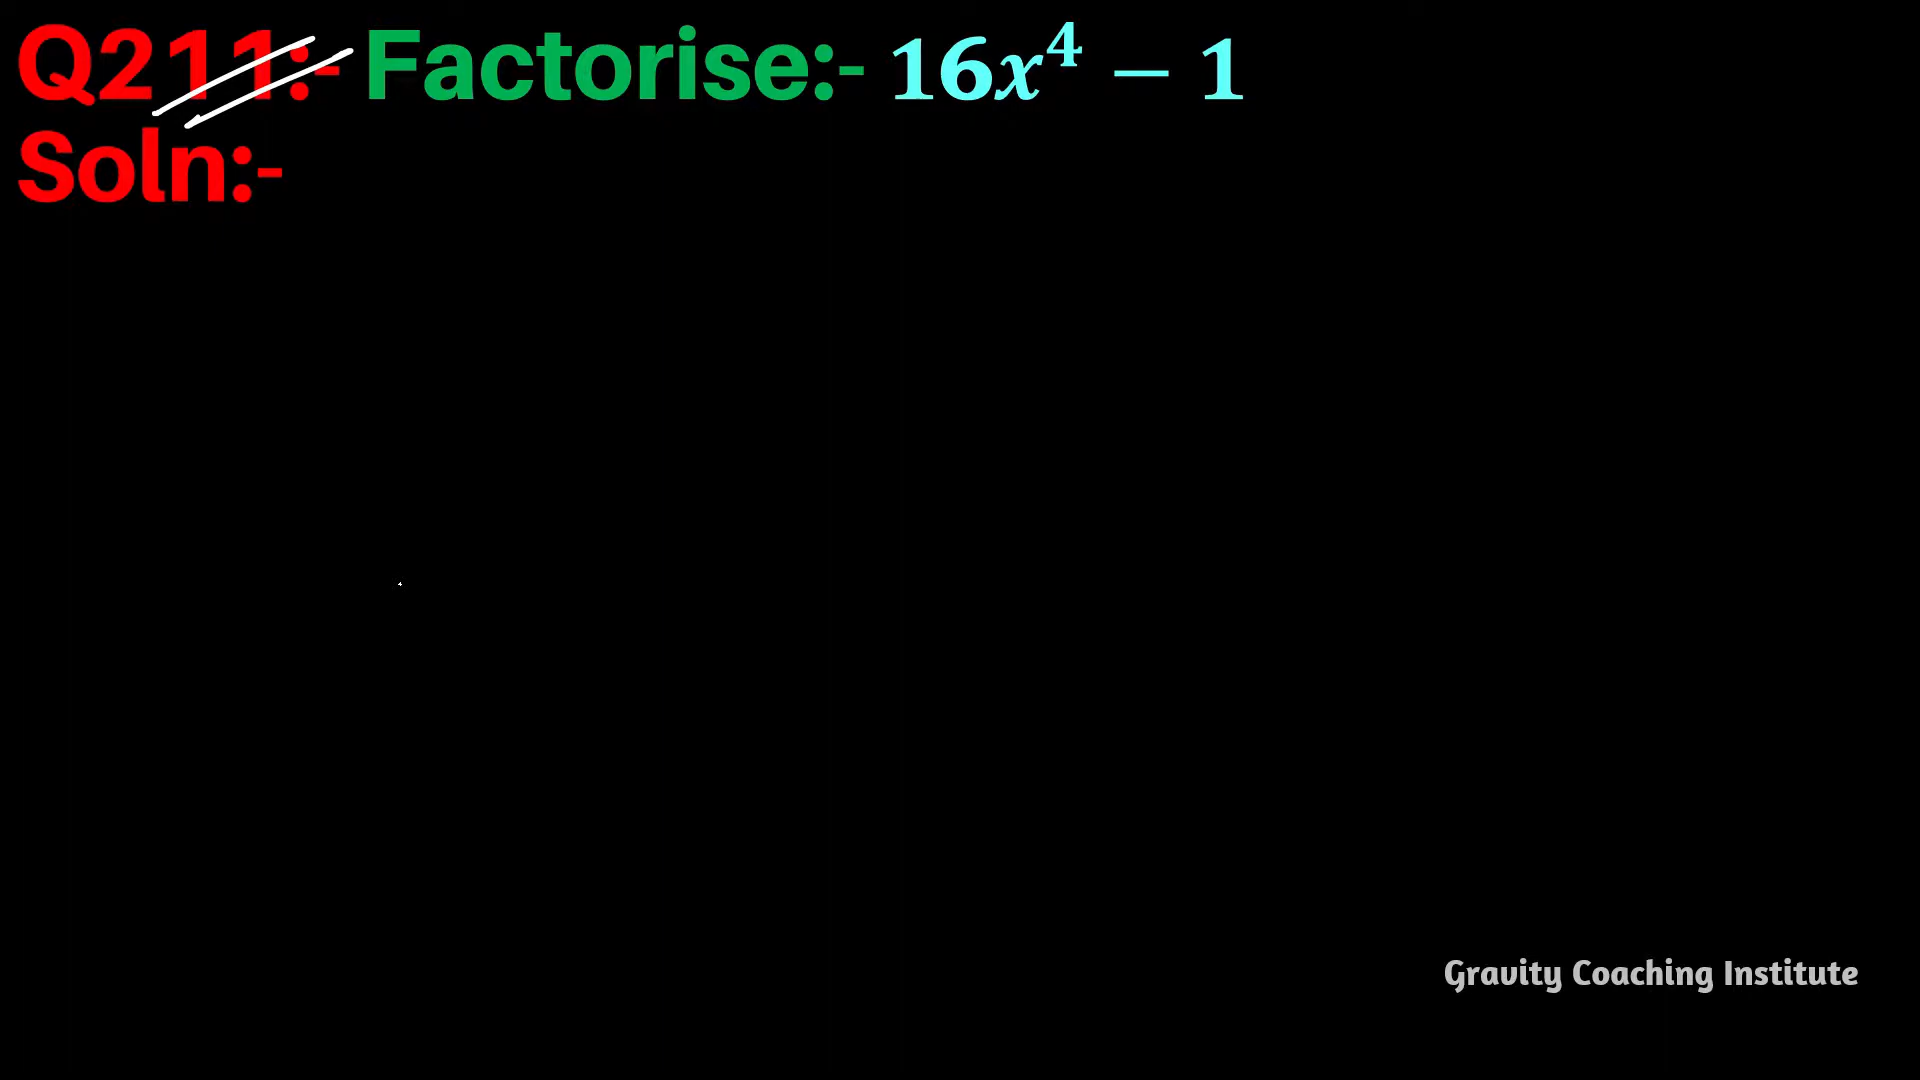 Q211:- Factorise:- 16x⁴ − 1
Soln:-
Gravity Coaching Institute